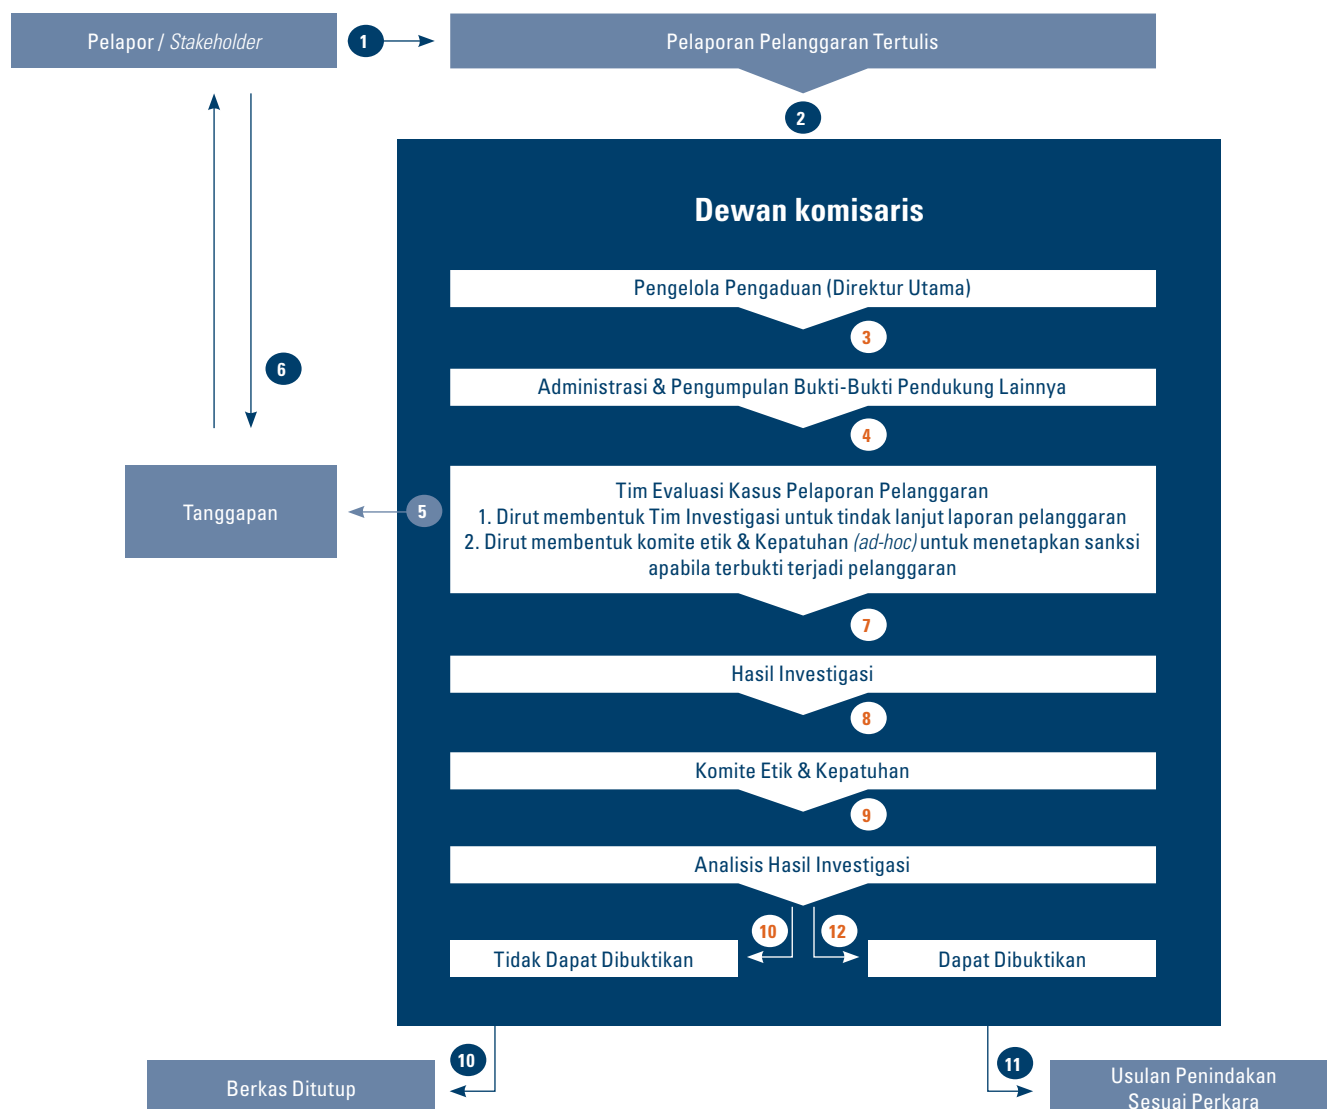 Pelapor / Stakeholder
1
Pelaporan Pelanggaran Tertulis
2
Dewan komisaris
Pengelola Pengaduan (Direktur Utama)
3
Administrasi & Pengumpulan Bukti-Bukti Pendukung Lainnya
4
6
Tanggapan
5
Tim Evaluasi Kasus Pelaporan Pelanggaran
1. Dirut membentuk Tim Investigasi untuk tindak lanjut laporan pelanggaran
2. Dirut membentuk komite etik & Kepatuhan (ad-hoc) untuk menetapkan sanksi
apabila terbukti terjadi pelanggaran
7
Hasil Investigasi
8
Komite Etik & Kepatuhan
9
Analisis Hasil Investigasi
10
12
Tidak Dapat Dibuktikan
Dapat Dibuktikan
10
11
Berkas Ditutup
Usulan Penindakan
Sesuai Perkara